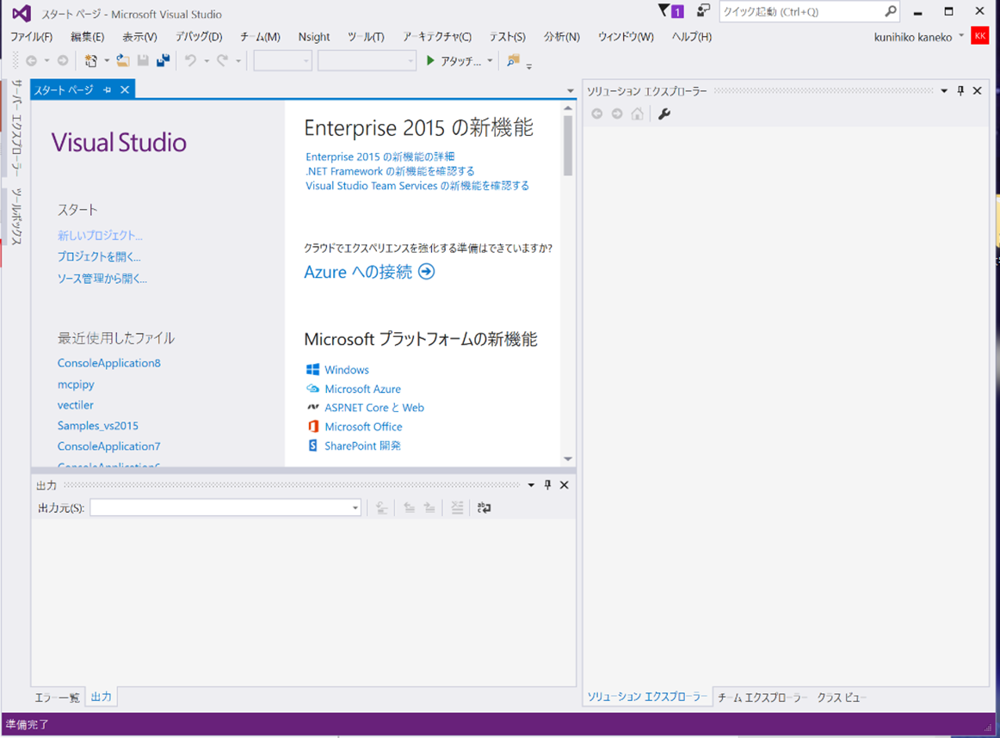 スタート ページ - Microsoft Visual Studio
1
クイック起動 (Ctrl+Q)
ファイル(F) 編集(E) 表示(V) デバッグ(D) チーム(M) Nsight ツール(T) アーキテクチャ(C) テスト(S) 分析(N) ウィンドウ(W) ヘルプ(H)
kunihiko kaneko KK
アタッチ...
サーバー エクスプローラー
ツールボックス
スタート ページ
Visual Studio
スタート
新しいプロジェクト...
プロジェクトを開く...
ソース管理から開く...
最近使用したファイル
ConsoleApplication8
mcpipy
vectiler
Samples_vs2015
ConsoleApplication7
ConsoleApplication6
Enterprise 2015 の新機能
Enterprise 2015 の新機能の詳細
.NET Framework の新機能を確認する
Visual Studio Team Services の新機能を確認する
クラウドでエクスペリエンスを強化する準備はできていますか?
Azure への接続
Microsoft プラットフォームの新機能
Windows
Microsoft Azure
ASP.NET Core と Web
Microsoft Office
SharePoint 開発
出力
出力元(S):
エラー一覧 出力
ソリューション エクスプローラー
ソリューション エクスプローラー チーム エクスプローラー クラス ビュー
準備完了